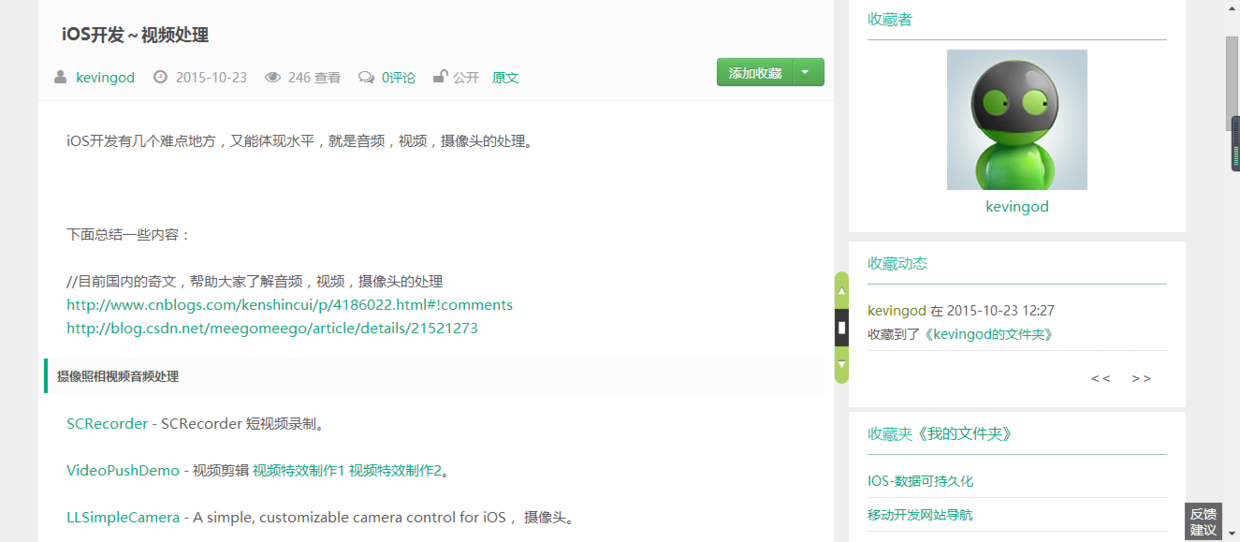 iOS开发～视频处理
kevingod 2015-10-23 246 查看 0评论 公开 原文
添加收藏
iOS开发有几个难点地方，又能体现水平，就是音频，视频，摄像头的处理。
下面总结一些内容：
//目前国内的奇文，帮助大家了解音频，视频，摄像头的处理
http://www.cnblogs.com/kenshincui/p/4186022.html#!comments
http://blog.csdn.net/meegomeego/article/details/21521273
摄像照相视频音频处理
SCRecorder - SCRecorder 短视频录制。
VideoPushDemo - 视频剪辑 视频特效制作1 视频特效制作2。
LLSimpleCamera - A simple, customizable camera control for iOS， 摄像头。
收藏者
kevingod
收藏动态
kevingod 在 2015-10-23 12:27
收藏到了《kevingod的文件夹》
<< >>
收藏夹《我的文件夹》
IOS-数据可持久化
移动开发网站导航
反馈
建议